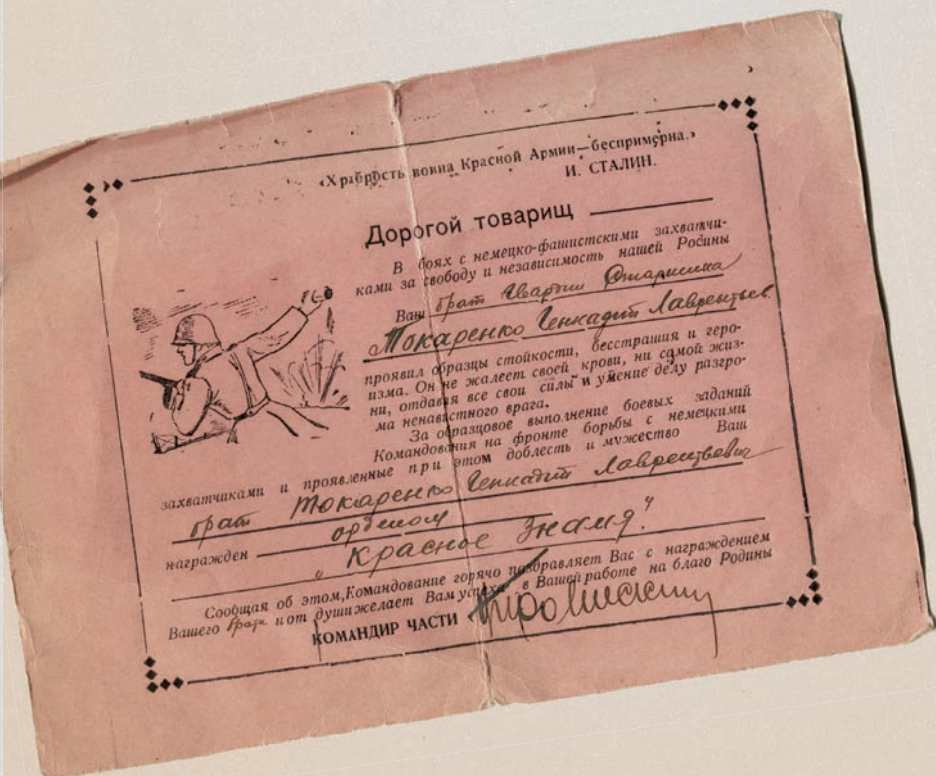 «Храбрость воина Красной Армии—беспримерна.»
И. СТАЛИН.
Дорогой товарищ
В боях с немецко-фашистскими захватчи-
ками за свободу и независимость нашей Родины
Ваш брат Гвардии Старшина
Токаренко Геннадий Лаврентьев
проявил образцы стойкости, бесстрашия и геро-
изма. Он не жалеет своей крови, ни самой жиз-
ни, отдавая все свои силы и умение делу разгро-
ма ненавистного врага.
За образцовое выполнение боевых заданий
Командования на фронте борьбы с немецкими
захватчиками и проявленные при этом доблесть и мужество Ваш
брат Токаренко Геннадий Лаврентьевич
награжден орденом
„Красное Знамя"
Сообщая об этом, Командование горячо поздравляет Вас с награждением
Вашего брата и от души желает Вам успеха в Вашей работе на благо Родины
КОМАНДИР ЧАСТИ